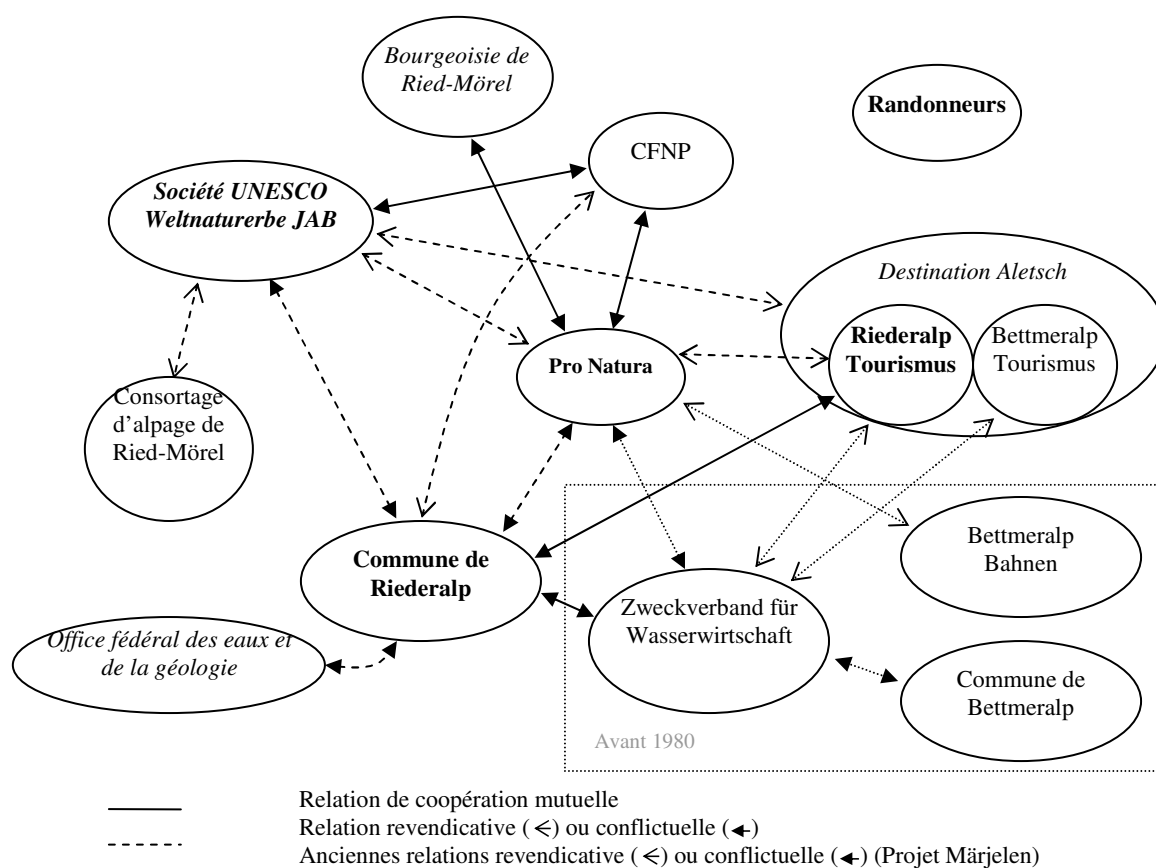 Bourgeoisie de
Ried-Mörel
Randonneurs
CFNP
Société UNESCO
Weltnaturerbe JAB
Destination Aletsch
Riederalp
Tourismus
Bettmeralp
Tourismus
Pro Natura
Consortage
d'alpage de
Ried-Mörel
Commune de
Riederalp
Bettmeralp
Bahnen
Zweckverband für
Wasserwirtschaft
Office fédéral des eaux et
de la géologie
Commune de
Bettmeralp
Avant 1980
Relation de coopération mutuelle
Relation revendicative (<) ou conflictuelle (←)
Anciennes relations revendicative (<) ou conflictuelle (←) (Projet Märjelen)